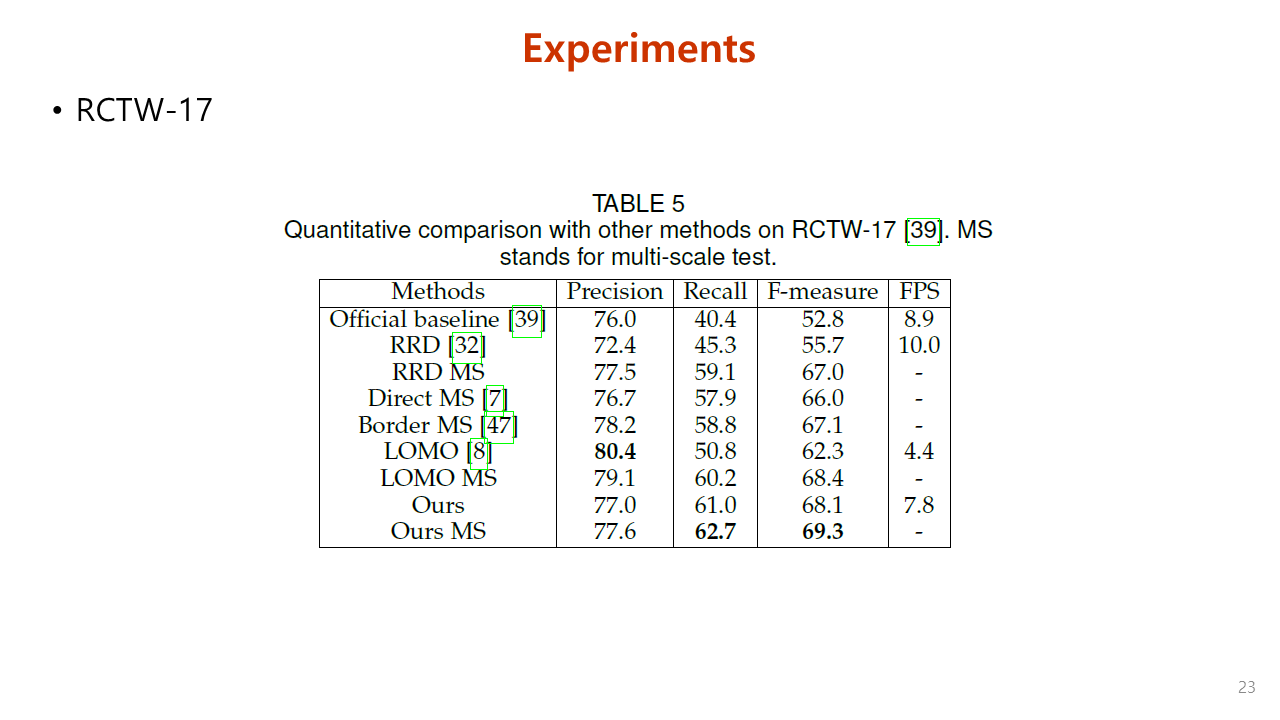 Experiments
• RCTW-17
TABLE 5
Quantitative comparison with other methods on RCTW-17 [39]. MS
stands for multi-scale test.
Methods Precision Recall F-measure FPS
Official baseline [39] 76.0 40.4 52.8 8.9
RRD [32] 72.4 45.3 55.7 10.0
RRD MS 77.5 59.1 67.0 -
Direct MS [7] 76.7 57.9 66.0 -
Border MS [47] 78.2 58.8 67.1 -
LOMO [8] 80.4 50.8 62.3 4.4
LOMO MS 79.1 60.2 68.4 -
Ours 77.0 61.0 68.1 7.8
Ours MS 77.6 62.7 69.3 -
23